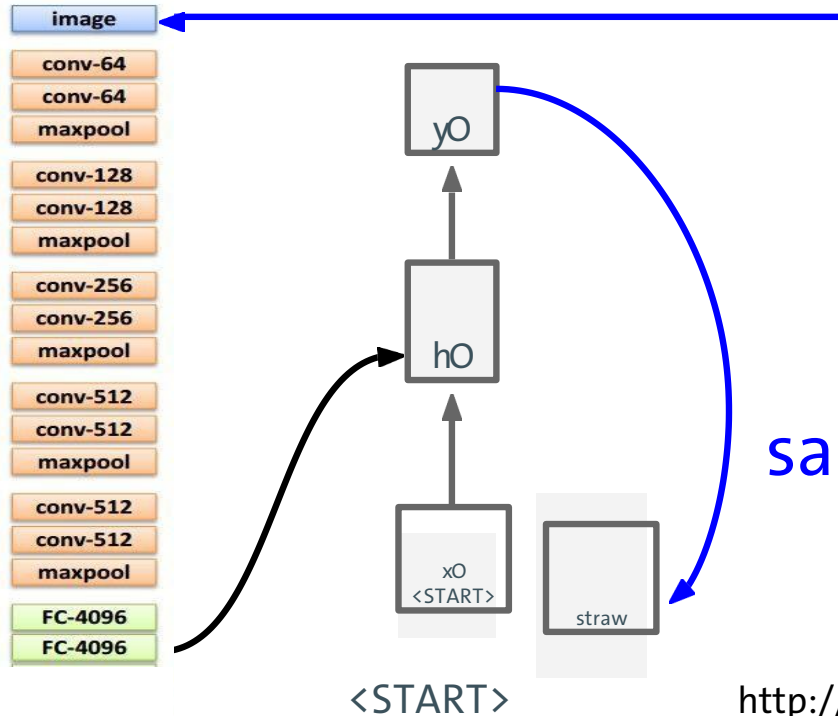 image
conv-64
conv-64
maxpool
conv-128
conv-128
maxpool
conv-256
conv-256
maxpool
conv-512
conv-512
maxpool
conv-512
conv-512
maxpool
FC-4096
FC-4096
yO
hO
xO
<START>
straw
sa
<START>
http://